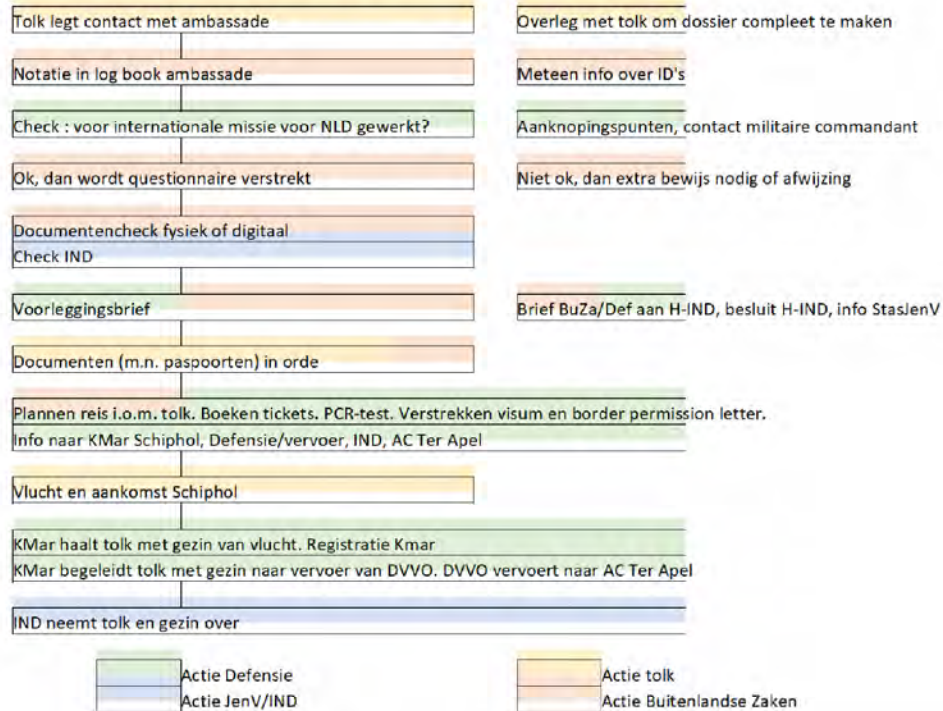 Tolk legt contact met ambassade
Overleg met tolk om dossier compleet te maken
Notatie in log book ambassade
Meteen info over ID's
Check : voor internationale missie voor NLD gewerkt?
Aanknopingspunten, contact militaire commandant
Ok, dan wordt questionnaire verstrekt
Niet ok, dan extra bewijs nodig of afwijzing
Documentencheck fysiek of digitaal
Check IND
Voorleggingsbrief
Brief BuZa/Def aan H-IND, besluit H-IND, info StasJenV
Documenten (m.n. paspoorten) in orde
Plannen reis i.o.m. tolk. Boeken tickets. PCR-test. Verstrekken visum en border permission letter.
Info naar KMar Schiphol, Defensie/vervoer, IND, AC Ter Apel
Vlucht en aankomst Schiphol
KMar haalt tolk met gezin van vlucht. Registratie Kmar
KMar begeleidt tolk met gezin naar vervoer van DVVO. DVVO vervoert naar AC Ter Apel
IND neemt tolk en gezin over
Actie Defensie
Actie tolk
Actie JenV/IND
Actie Buitenlandse Zaken